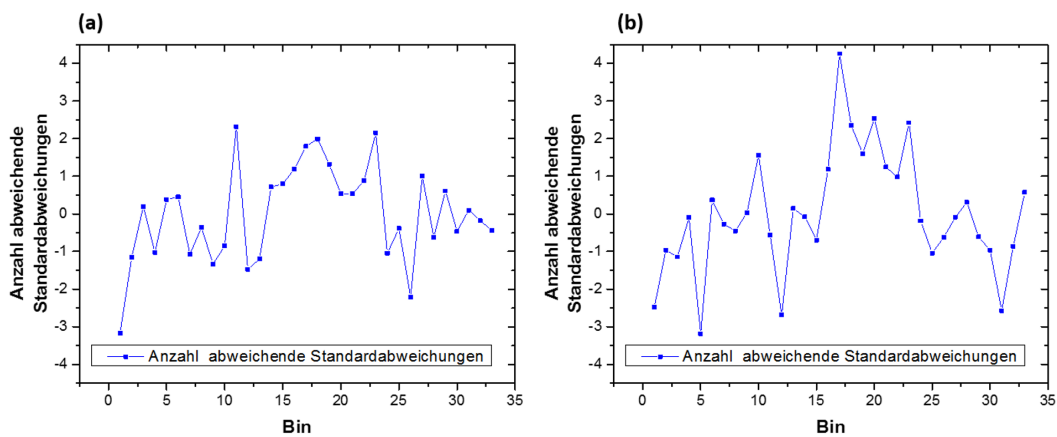 (a)
Anzahl abweichende
Standardabweichungen
4
3
2
1
0
-1
-2
-3
-4
Anzahl  abweichende Standardabweichungen
0 5 10 15 20 25 30 35
Bin
(b)
Anzahl abweichende
Standardabweichungen
4
3
2
1
0
-1
-2
-3
-4
Anzahl  abweichende Standardabweichungen
0 5 10 15 20 25 30 35
Bin